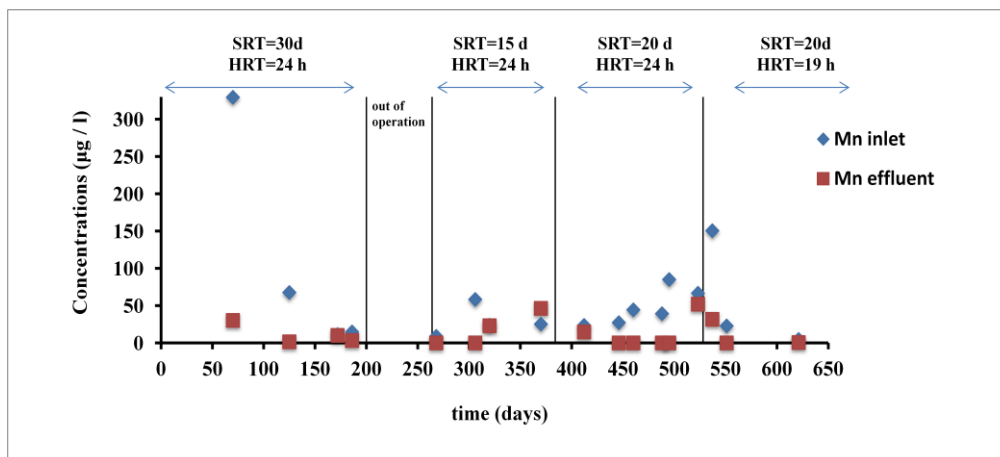 SRT=30d
HRT=24 h
SRT=15 d
HRT=24 h
SRT=20 d
HRT=24 h
SRT=20d
HRT=19 h
out of
operation
Concentrations (µg / l)
300
250
200
150
100
50
0
Mn inlet
Mn effluent
0 50 100 150 200 250 300 350 400 450 500 550 600 650
time (days)